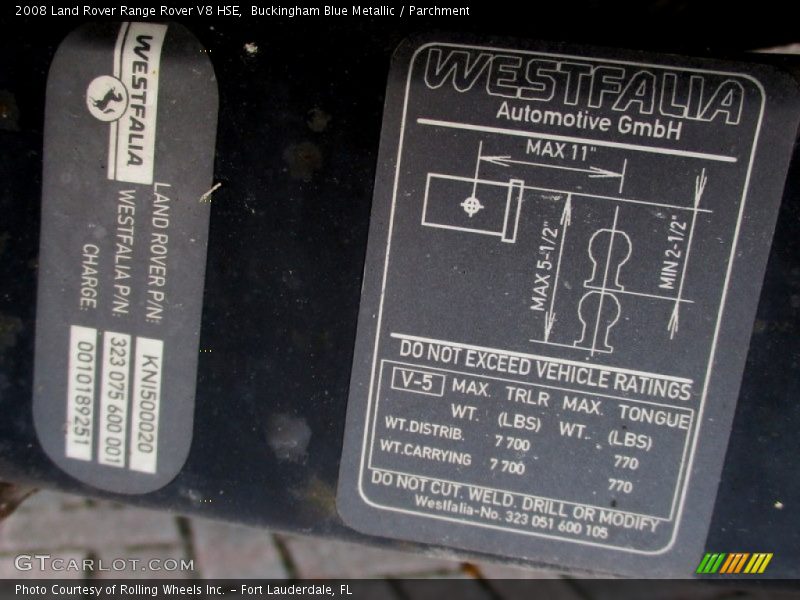 2008 Land Rover Range Rover V8 HSE,  Buckingham Blue Metallic / Parchment
WESTFALIA
LAND ROVER P/N: KNI500020
WESTFALIA P/N: 323 075 600 001
CHARGE: 0010189251
WESTFALIA
Automotive GmbH
MAX 11"
MAX 5-1/2"
MIN 2-1/2"
DO NOT EXCEED VEHICLE RATINGS
V-5 MAX. TRLR MAX. TONGUE
WT. (LBS) WT. (LBS)
WT.DISTRIB. 7 700 770
WT.CARRYING 7 700 770
DO NOT CUT. WELD. DRILL OR MODIFY
Westfalia-No. 323 051 600 105
GTCARLOT.COM
Photo Courtesy of Rolling Wheels Inc. – Fort Lauderdale, FL